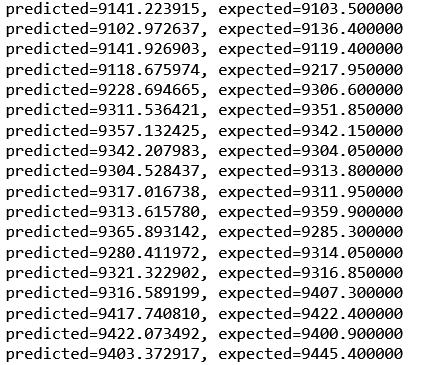 predicted=9141.223915, expected=9103.500000
predicted=9102.972637, expected=9136.400000
predicted=9141.926903, expected=9119.400000
predicted=9118.675974, expected=9217.950000
predicted=9228.694665, expected=9306.600000
predicted=9311.536421, expected=9351.850000
predicted=9357.132425, expected=9342.150000
predicted=9342.207983, expected=9304.050000
predicted=9304.528437, expected=9313.800000
predicted=9317.016738, expected=9311.950000
predicted=9313.615780, expected=9359.900000
predicted=9365.893142, expected=9285.300000
predicted=9280.411972, expected=9314.050000
predicted=9321.322902, expected=9316.850000
predicted=9316.589199, expected=9407.300000
predicted=9417.740810, expected=9422.400000
predicted=9422.073492, expected=9400.900000
predicted=9403.372917, expected=9445.400000